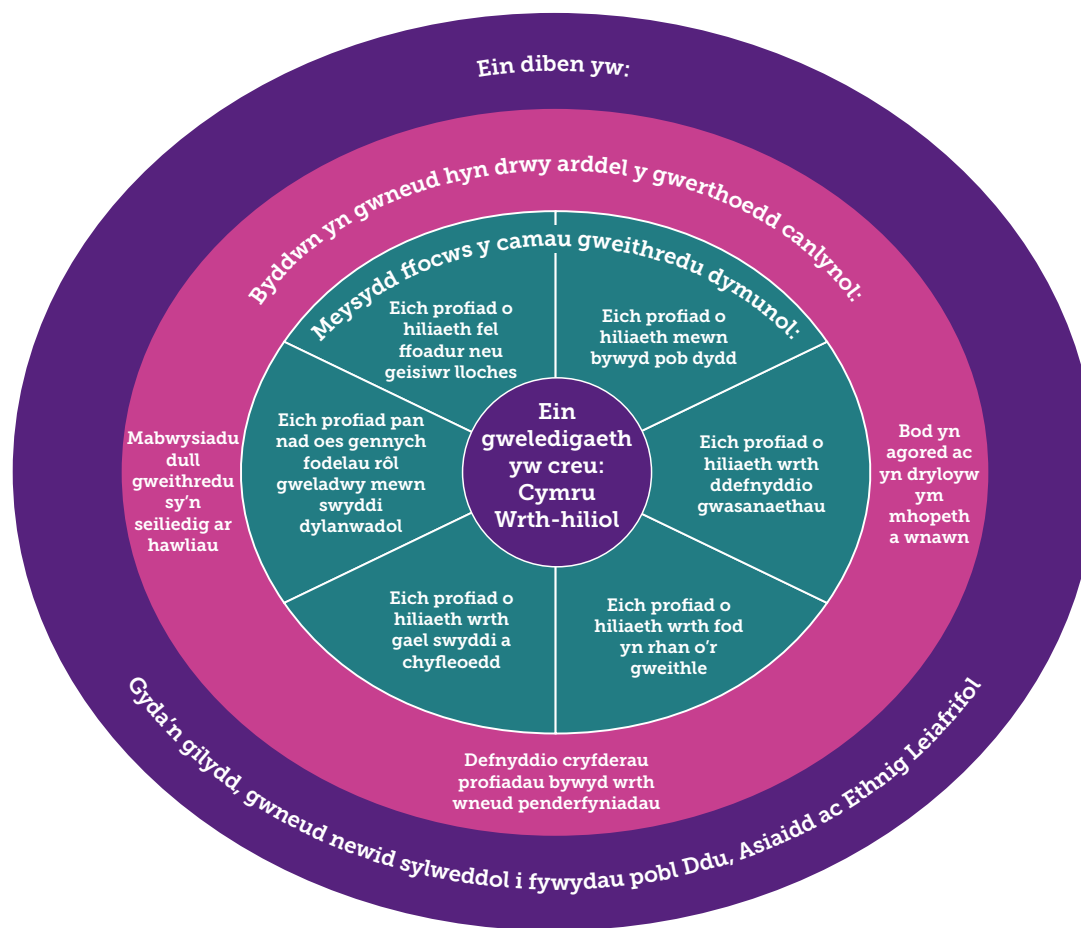 Ein diben yw:
Gyda'n gilydd, gwneud newid sylweddol i fywydau pobl Ddu, Asiaidd ac Ethnig Leiafrifol
Byddwn yn gwneud hyn drwy arddel y gwerthoedd canlynol:
Mabwysiadu
dull
gweithredu
sy'n
seiliedig ar
hawliau
Bod yn
agored ac
yn dryloyw
ym
mhopeth
a wnawn
Defnyddio cryfderau
profiadau bywyd wrth
wneud penderfyniadau
Meysydd ffocws y camau gweithredu dymunol:
Eich profiad o
hiliaeth fel
ffoadur neu
geisiwr lloches
Eich profiad o
hiliaeth mewn
bywyd pob dydd
Eich profiad pan
nad oes gennych
fodelau rôl
gweladwy mewn
swyddi
dylanwadol
Eich profiad o
hiliaeth wrth
ddefnyddio
gwasanaethau
Eich profiad o
hiliaeth wrth
gael swyddi a
chyfleoedd
Eich profiad o
hiliaeth wrth fod
yn rhan o'r
gweithle
Ein
gweledigaeth
yw creu:
Cymru
Wrth-hiliol